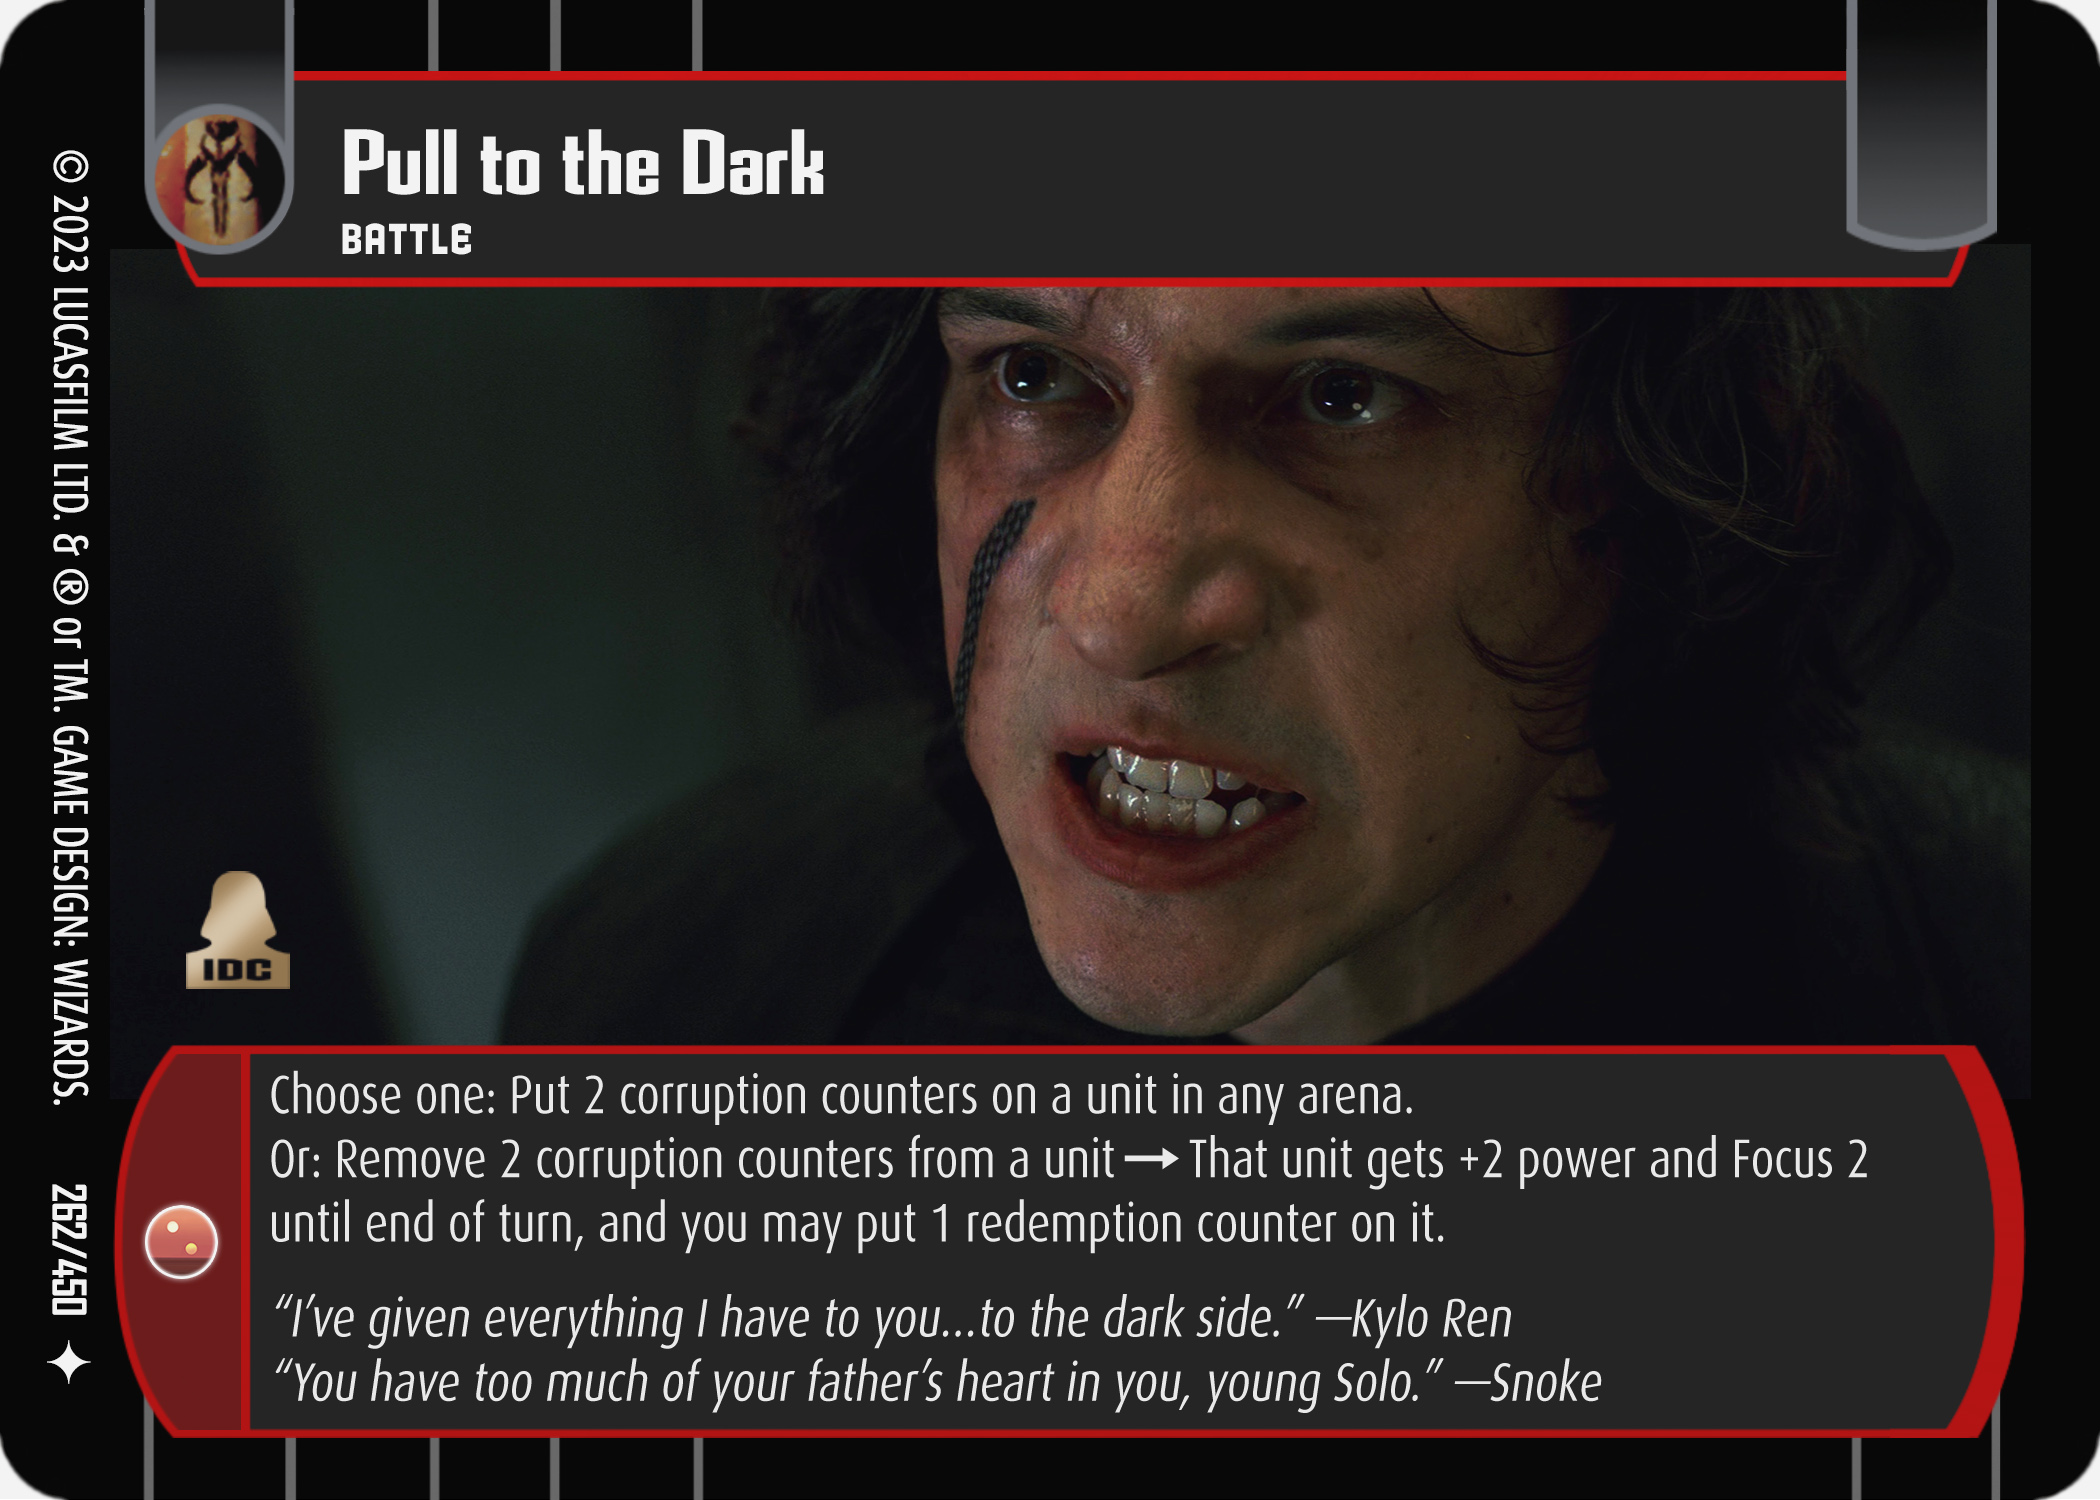 Pull to the Dark
BATTLE
IDC
Choose one: Put 2 corruption counters on a unit in any arena.
Or: Remove 2 corruption counters from a unit → That unit gets +2 power and Focus 2
until end of turn, and you may put 1 redemption counter on it.
“I’ve given everything I have to you...to the dark side.” —Kylo Ren
“You have too much of your father’s heart in you, young Solo.” —Snoke
© 2023 LUCASFILM LTD. & ® or TM. GAME DESIGN: WIZARDS. 262/450